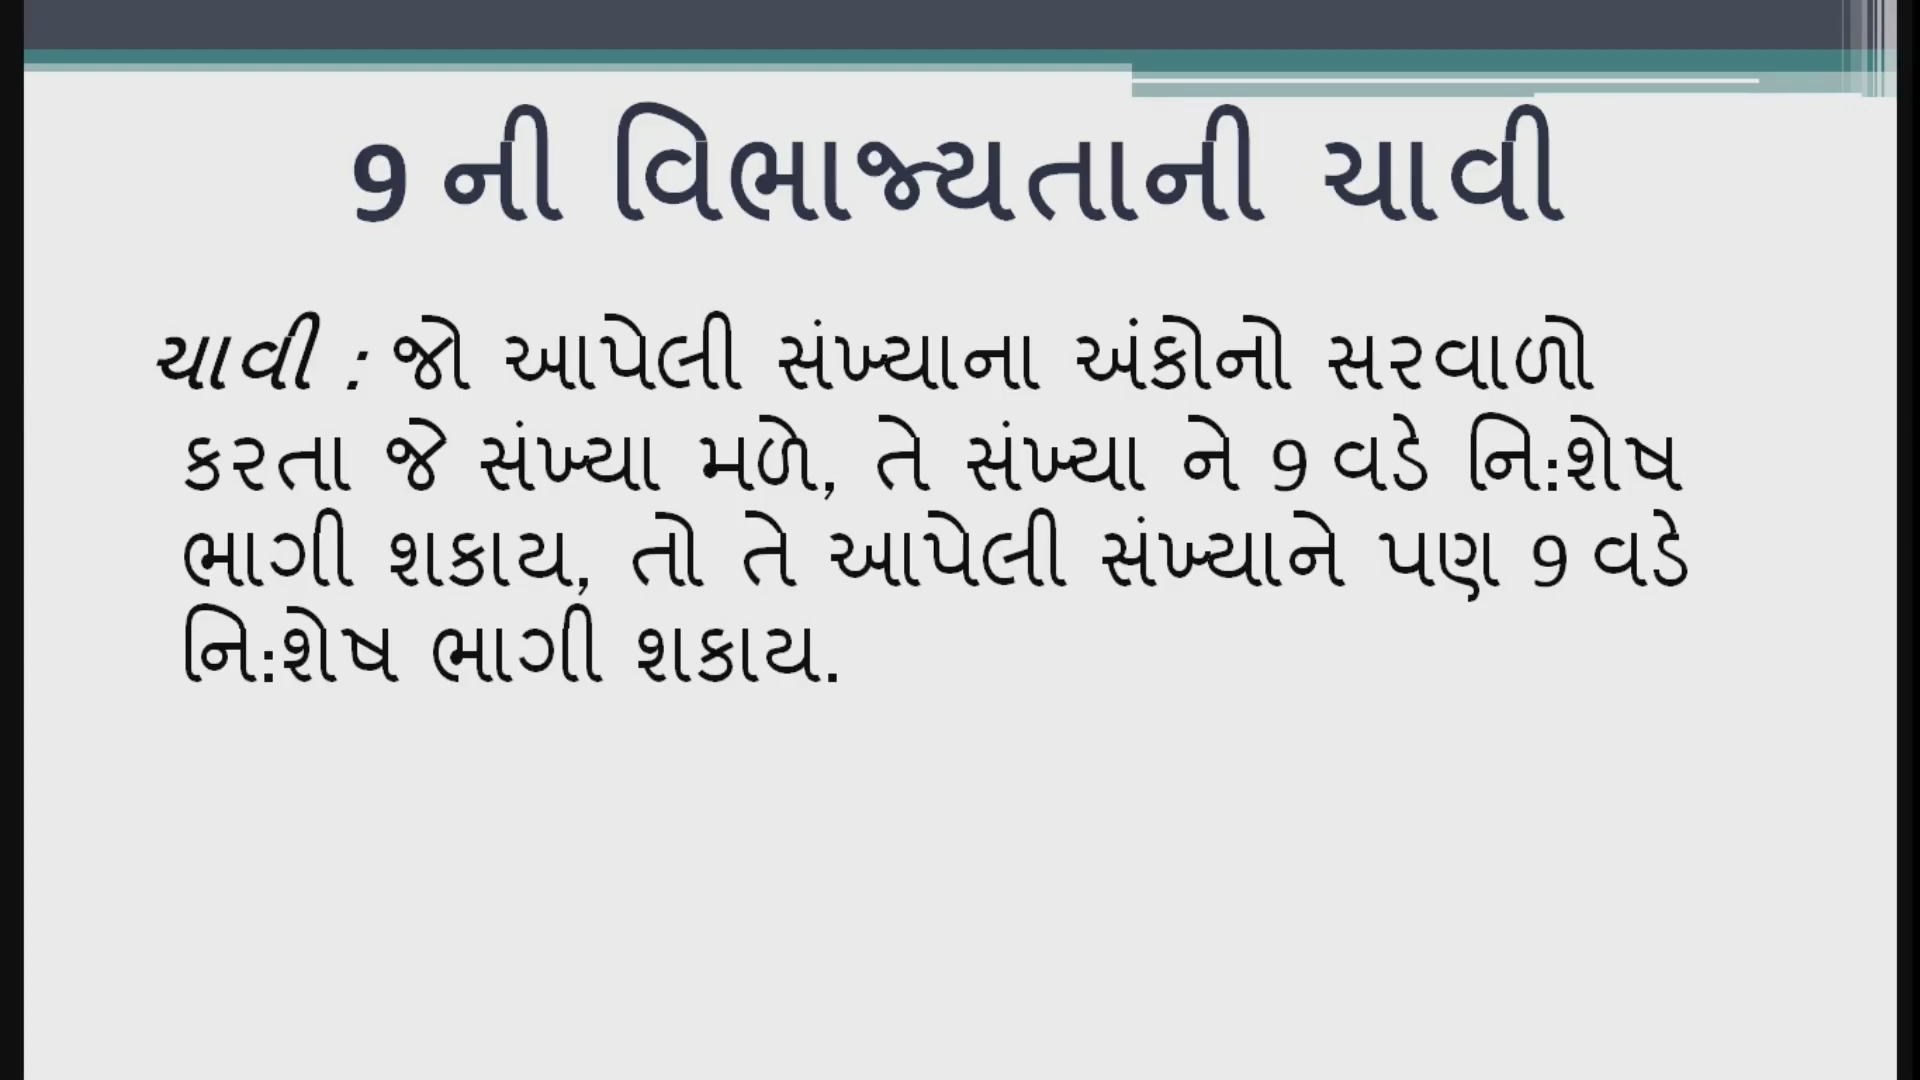 9 ની વિભાજ્યતાની ચાવી
ચાવી : જો આપેલી સંખ્યાના અંકોનો સરવાળો
કરતા જે સંખ્યા મળે, તે સંખ્યા ને 9 વડે નિ:શેષ
ભાગી શકાય, તો તે આપેલી સંખ્યાને પણ 9 વડે
નિ:શેષ ભાગી શકાય.